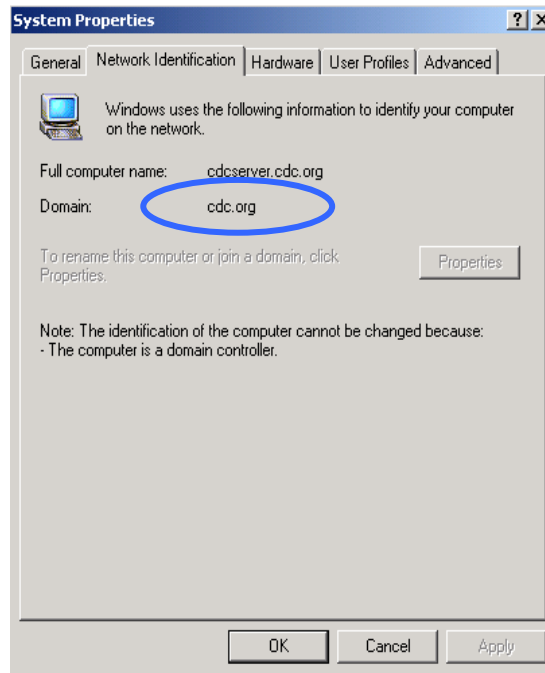 System Properties
General Network Identification Hardware User Profiles Advanced
Windows uses the following information to identify your computer
on the network.
Full computer name: cdcserver.cdc.org
Domain: cdc.org
To rename this computer or join a domain, click
Properties.
Properties
Note: The identification of the computer cannot be changed because:
- The computer is a domain controller.
OK Cancel Apply